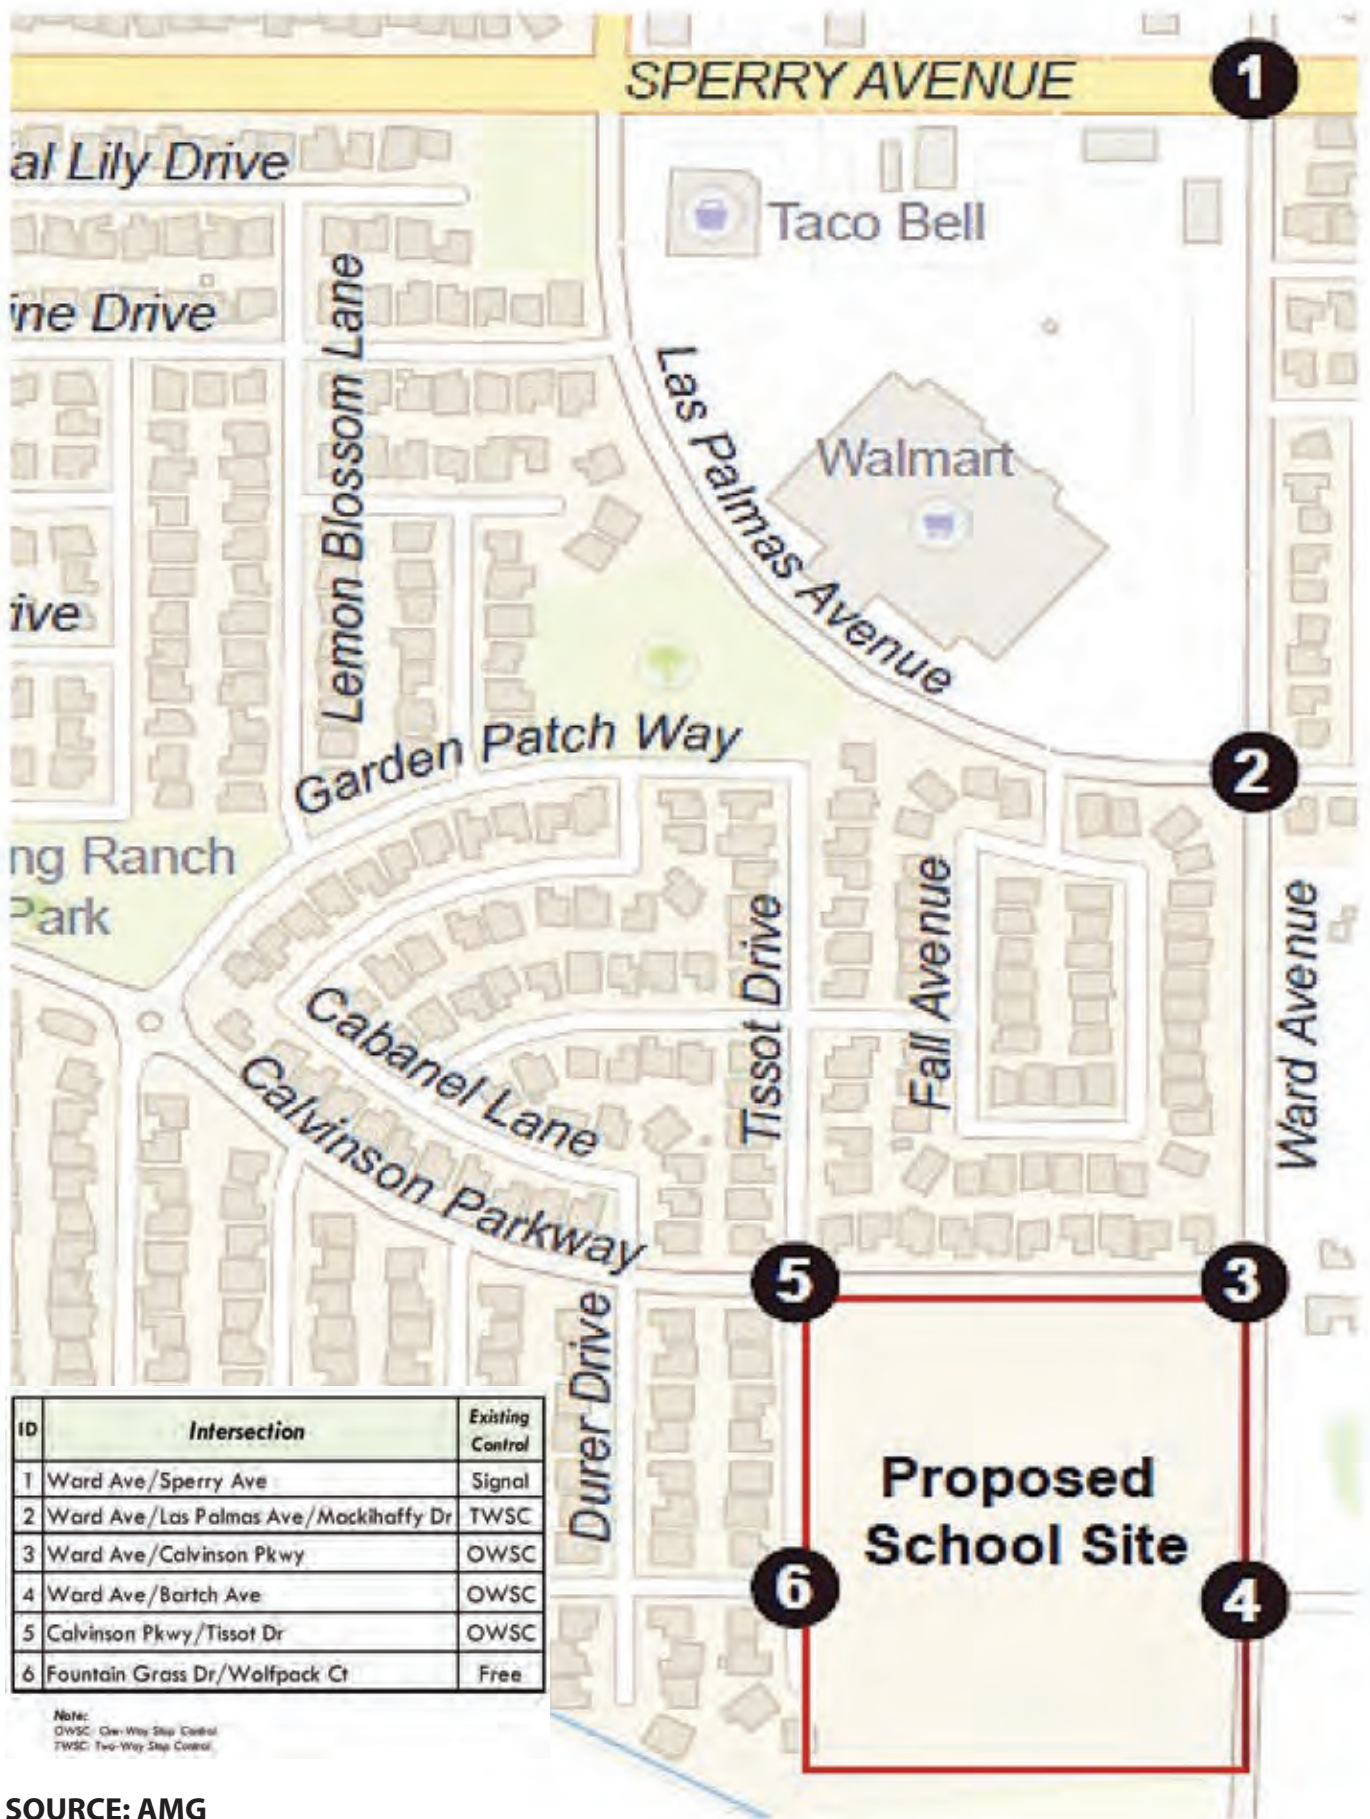 SPERRY AVENUE
1
al Lily Drive
Taco Bell
ine Drive
Lemon Blossom Lane
Las Palmas Avenue
Walmart
ive
Garden Patch Way
2
ng Ranch
Park
Cabanel Lane
Calvinson Parkway
Tissot Drive
Fall Avenue
Ward Avenue
5
3
Durer Drive
Proposed
School Site
6
4
ID Intersection Existing Control
1 Ward Ave/Sperry Ave Signal
2 Ward Ave/Las Palmas Ave/Mackihaffy Dr TWSC
3 Ward Ave/Calvinson Pkwy OWSC
4 Ward Ave/Bartch Ave OWSC
5 Calvinson Pkwy/Tissot Dr OWSC
6 Fountain Grass Dr/Wolfpack Ct Free
Note:
OWSC: One-Way Stop Control
TWSC: Two-Way Stop Control
SOURCE: AMG